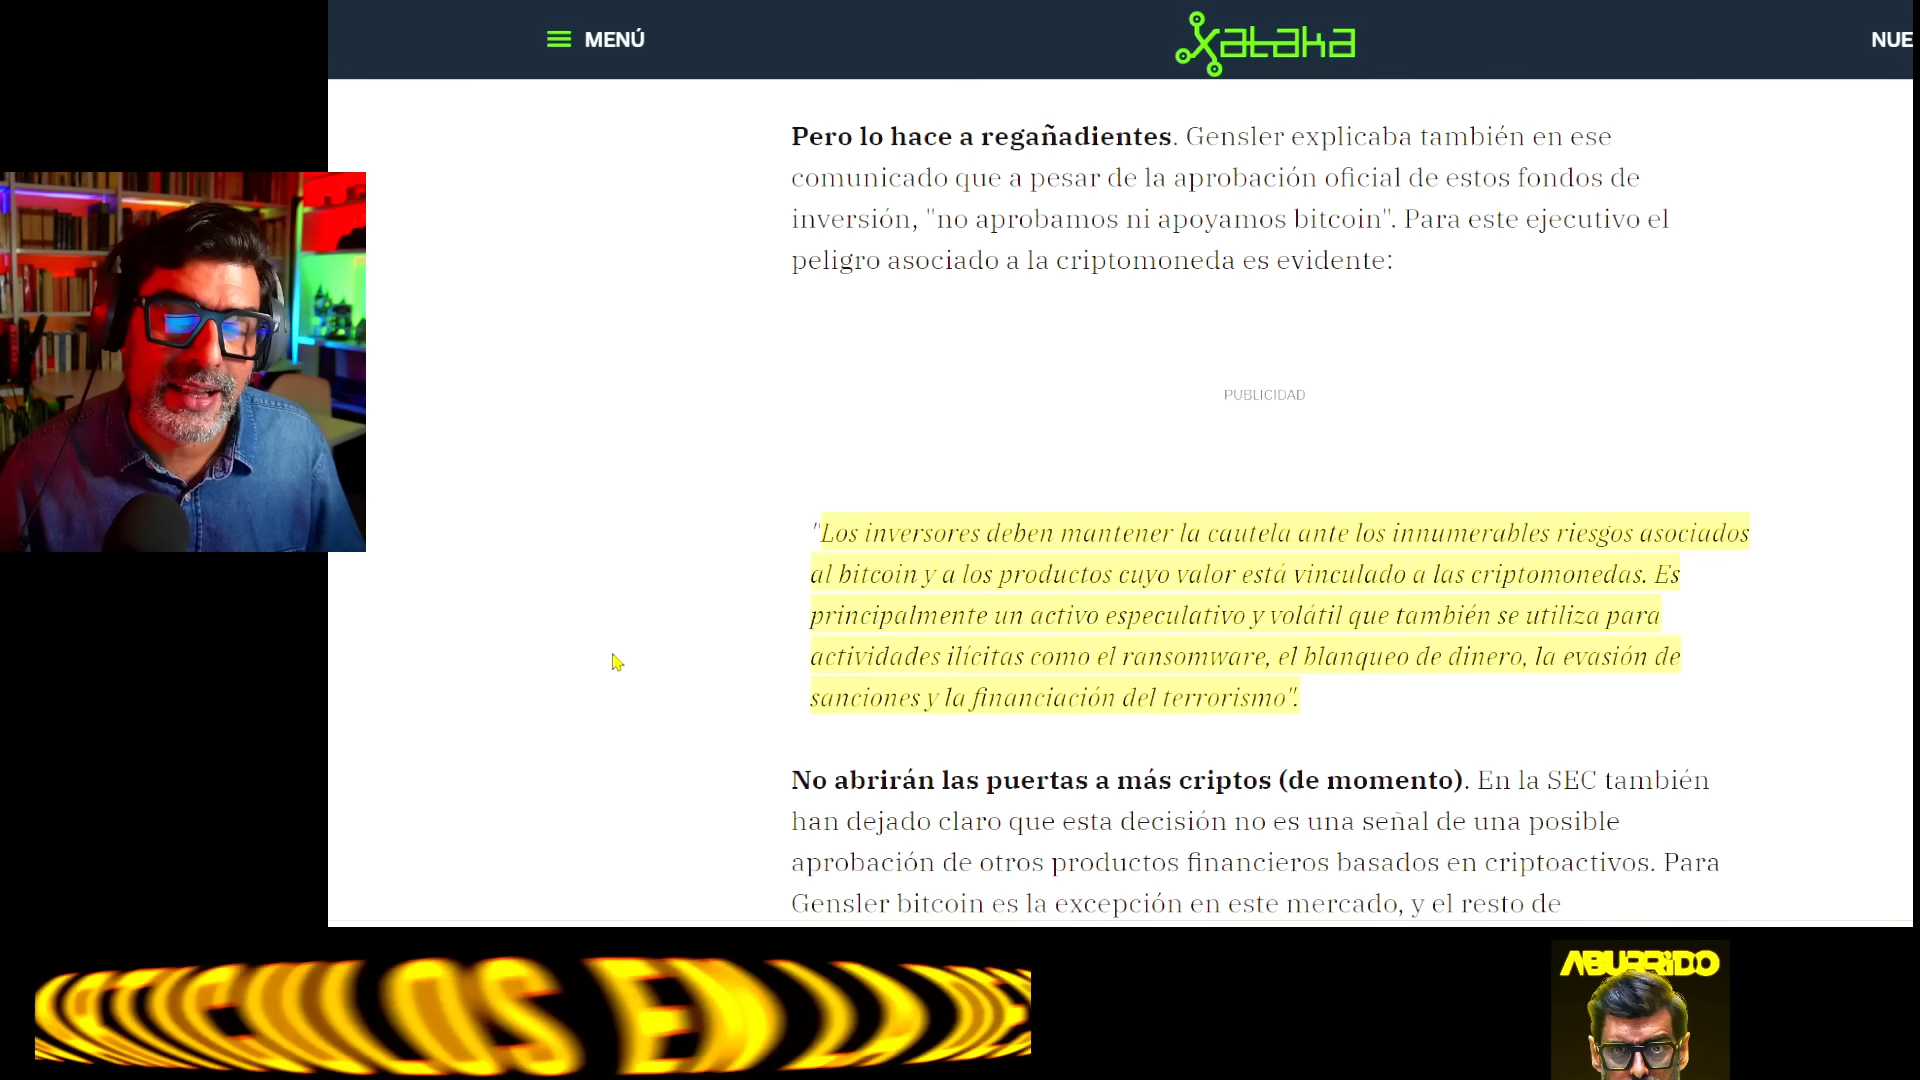 MENÚ
xataka
NUE
Pero lo hace a regañadientes. Gensler explicaba también en ese
comunicado que a pesar de la aprobación oficial de estos fondos de
inversión, "no aprobamos ni apoyamos bitcoin". Para este ejecutivo el
peligro asociado a la criptomoneda es evidente:
PUBLICIDAD
"Los inversores deben mantener la cautela ante los innumerables riesgos asociados
al bitcoin y a los productos cuyo valor está vinculado a las criptomonedas. Es
principalmente un activo especulativo y volátil que también se utiliza para
actividades ilícitas como el ransomware, el blanqueo de dinero, la evasión de
sanciones y la financiación del terrorismo".
No abrirán las puertas a más criptos (de momento). En la SEC también
han dejado claro que esta decisión no es una señal de una posible
aprobación de otros productos financieros basados en criptoactivos. Para
Gensler bitcoin es la excepción en este mercado, y el resto de
EN LA
ABURRIDO